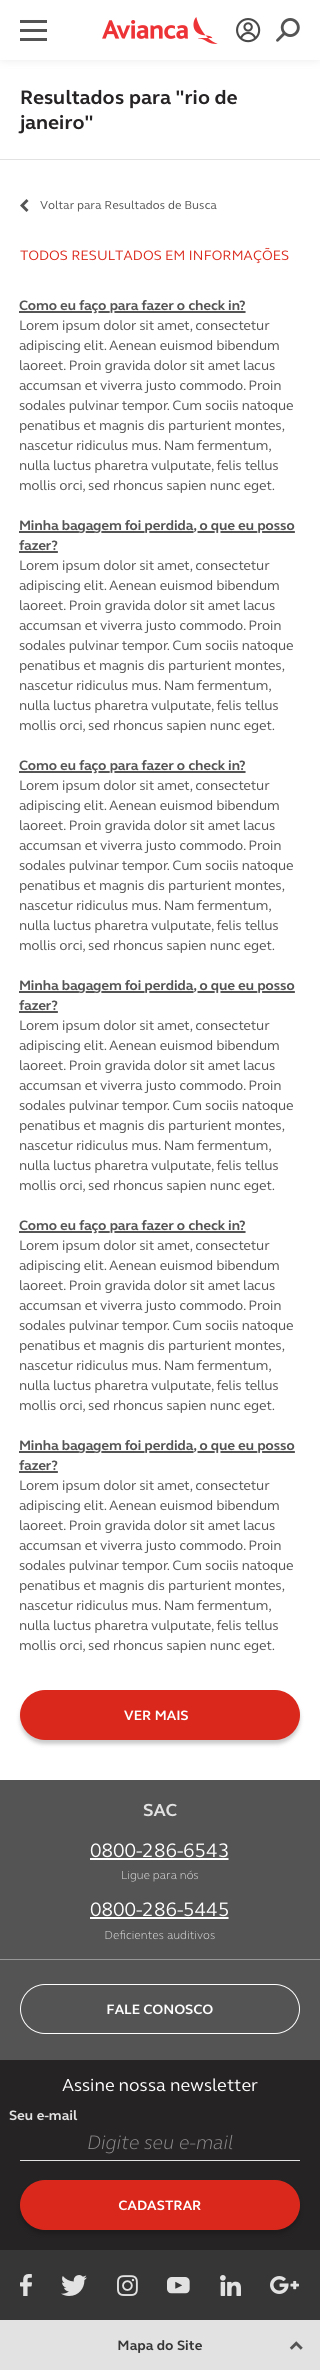 Avianca
Resultados para "rio de
janeiro"
Voltar para Resultados de Busca
TODOS RESULTADOS EM INFORMAÇÕES
Como eu faço para fazer o check in?
Lorem ipsum dolor sit amet, consectetur
adipiscing elit. Aenean euismod bibendum
laoreet. Proin gravida dolor sit amet lacus
accumsan et viverra justo commodo. Proin
sodales pulvinar tempor. Cum sociis natoque
penatibus et magnis dis parturient montes,
nascetur ridiculus mus. Nam fermentum,
nulla luctus pharetra vulputate, felis tellus
mollis orci, sed rhoncus sapien nunc eget.
Minha bagagem foi perdida, o que eu posso
fazer?
Lorem ipsum dolor sit amet, consectetur
adipiscing elit. Aenean euismod bibendum
laoreet. Proin gravida dolor sit amet lacus
accumsan et viverra justo commodo. Proin
sodales pulvinar tempor. Cum sociis natoque
penatibus et magnis dis parturient montes,
nascetur ridiculus mus. Nam fermentum,
nulla luctus pharetra vulputate, felis tellus
mollis orci, sed rhoncus sapien nunc eget.
Como eu faço para fazer o check in?
Lorem ipsum dolor sit amet, consectetur
adipiscing elit. Aenean euismod bibendum
laoreet. Proin gravida dolor sit amet lacus
accumsan et viverra justo commodo. Proin
sodales pulvinar tempor. Cum sociis natoque
penatibus et magnis dis parturient montes,
nascetur ridiculus mus. Nam fermentum,
nulla luctus pharetra vulputate, felis tellus
mollis orci, sed rhoncus sapien nunc eget.
Minha bagagem foi perdida, o que eu posso
fazer?
Lorem ipsum dolor sit amet, consectetur
adipiscing elit. Aenean euismod bibendum
laoreet. Proin gravida dolor sit amet lacus
accumsan et viverra justo commodo. Proin
sodales pulvinar tempor. Cum sociis natoque
penatibus et magnis dis parturient montes,
nascetur ridiculus mus. Nam fermentum,
nulla luctus pharetra vulputate, felis tellus
mollis orci, sed rhoncus sapien nunc eget.
Como eu faço para fazer o check in?
Lorem ipsum dolor sit amet, consectetur
adipiscing elit. Aenean euismod bibendum
laoreet. Proin gravida dolor sit amet lacus
accumsan et viverra justo commodo. Proin
sodales pulvinar tempor. Cum sociis natoque
penatibus et magnis dis parturient montes,
nascetur ridiculus mus. Nam fermentum,
nulla luctus pharetra vulputate, felis tellus
mollis orci, sed rhoncus sapien nunc eget.
Minha bagagem foi perdida, o que eu posso
fazer?
Lorem ipsum dolor sit amet, consectetur
adipiscing elit. Aenean euismod bibendum
laoreet. Proin gravida dolor sit amet lacus
accumsan et viverra justo commodo. Proin
sodales pulvinar tempor. Cum sociis natoque
penatibus et magnis dis parturient montes,
nascetur ridiculus mus. Nam fermentum,
nulla luctus pharetra vulputate, felis tellus
mollis orci, sed rhoncus sapien nunc eget.
VER MAIS
SAC
0800-286-6543
Ligue para nós
0800-286-5445
Deficientes auditivos
FALE CONOSCO
Assine nossa newsletter
Seu e-mail
Digite seu e-mail
CADASTRAR
Mapa do Site